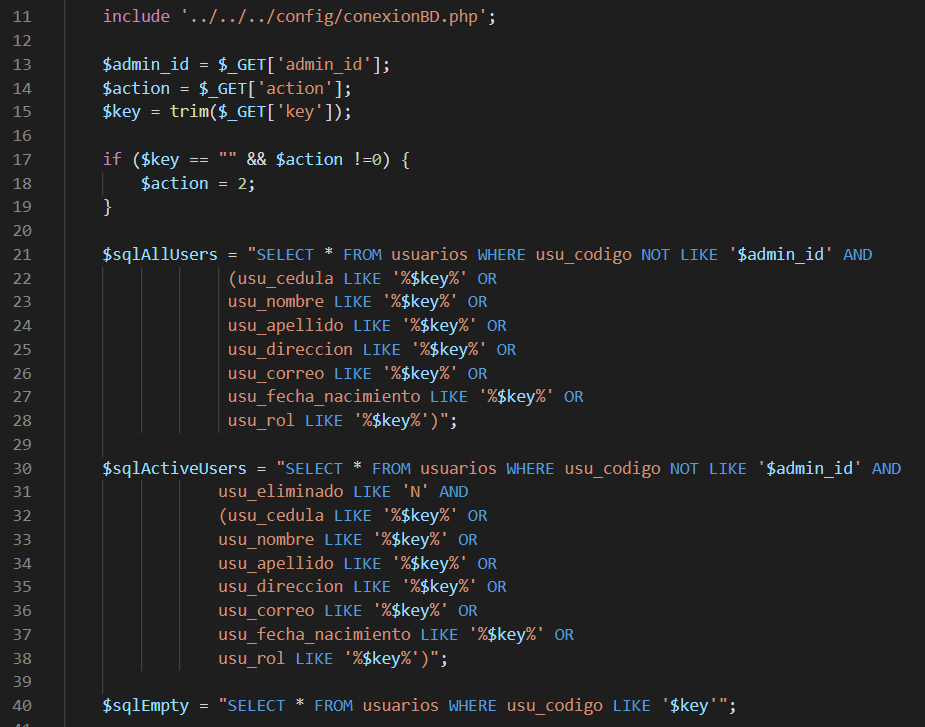 11 include '../../../config/conexionBD.php';
12
13 $admin_id = $_GET['admin_id'];
14 $action = $_GET['action'];
15 $key = trim($_GET['key']);
16
17 if ($key == "" && $action !=0) {
18 $action = 2;
19 }
20
21 $sqlAllUsers = "SELECT * FROM usuarios WHERE usu_codigo NOT LIKE '$admin_id' AND
22 (usu_cedula LIKE '%$key%' OR
23 usu_nombre LIKE '%$key%' OR
24 usu_apellido LIKE '%$key%' OR
25 usu_direccion LIKE '%$key%' OR
26 usu_correo LIKE '%$key%' OR
27 usu_fecha_nacimiento LIKE '%$key%' OR
28 usu_rol LIKE '%$key%')";
29
30 $sqlActiveUsers = "SELECT * FROM usuarios WHERE usu_codigo NOT LIKE '$admin_id' AND
31 usu_eliminado LIKE 'N' AND
32 (usu_cedula LIKE '%$key%' OR
33 usu_nombre LIKE '%$key%' OR
34 usu_apellido LIKE '%$key%' OR
35 usu_direccion LIKE '%$key%' OR
36 usu_correo LIKE '%$key%' OR
37 usu_fecha_nacimiento LIKE '%$key%' OR
38 usu_rol LIKE '%$key%')";
39
40 $sqlEmpty = "SELECT * FROM usuarios WHERE usu_codigo LIKE '$key'";